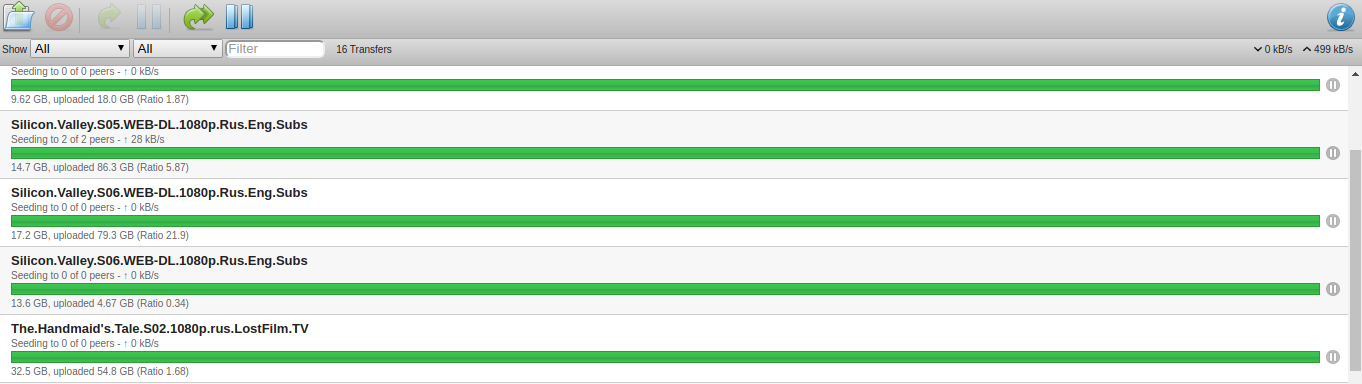 Show All All Filter 16 Transfers 0 kB/s 499 kB/s
Seeding to 0 of 0 peers - ↑ 0 kB/s
9.62 GB, uploaded 18.0 GB (Ratio 1.87)
Silicon.Valley.S05.WEB-DL.1080p.Rus.Eng.Subs
Seeding to 2 of 2 peers - ↑ 28 kB/s
14.7 GB, uploaded 86.3 GB (Ratio 5.87)
Silicon.Valley.S06.WEB-DL.1080p.Rus.Eng.Subs
Seeding to 0 of 0 peers - ↑ 0 kB/s
17.2 GB, uploaded 79.3 GB (Ratio 21.9)
Silicon.Valley.S06.WEB-DL.1080p.Rus.Eng.Subs
Seeding to 0 of 0 peers - ↑ 0 kB/s
13.6 GB, uploaded 4.67 GB (Ratio 0.34)
The.Handmaid's.Tale.S02.1080p.rus.LostFilm.TV
Seeding to 0 of 0 peers - ↑ 0 kB/s
32.5 GB, uploaded 54.8 GB (Ratio 1.68)